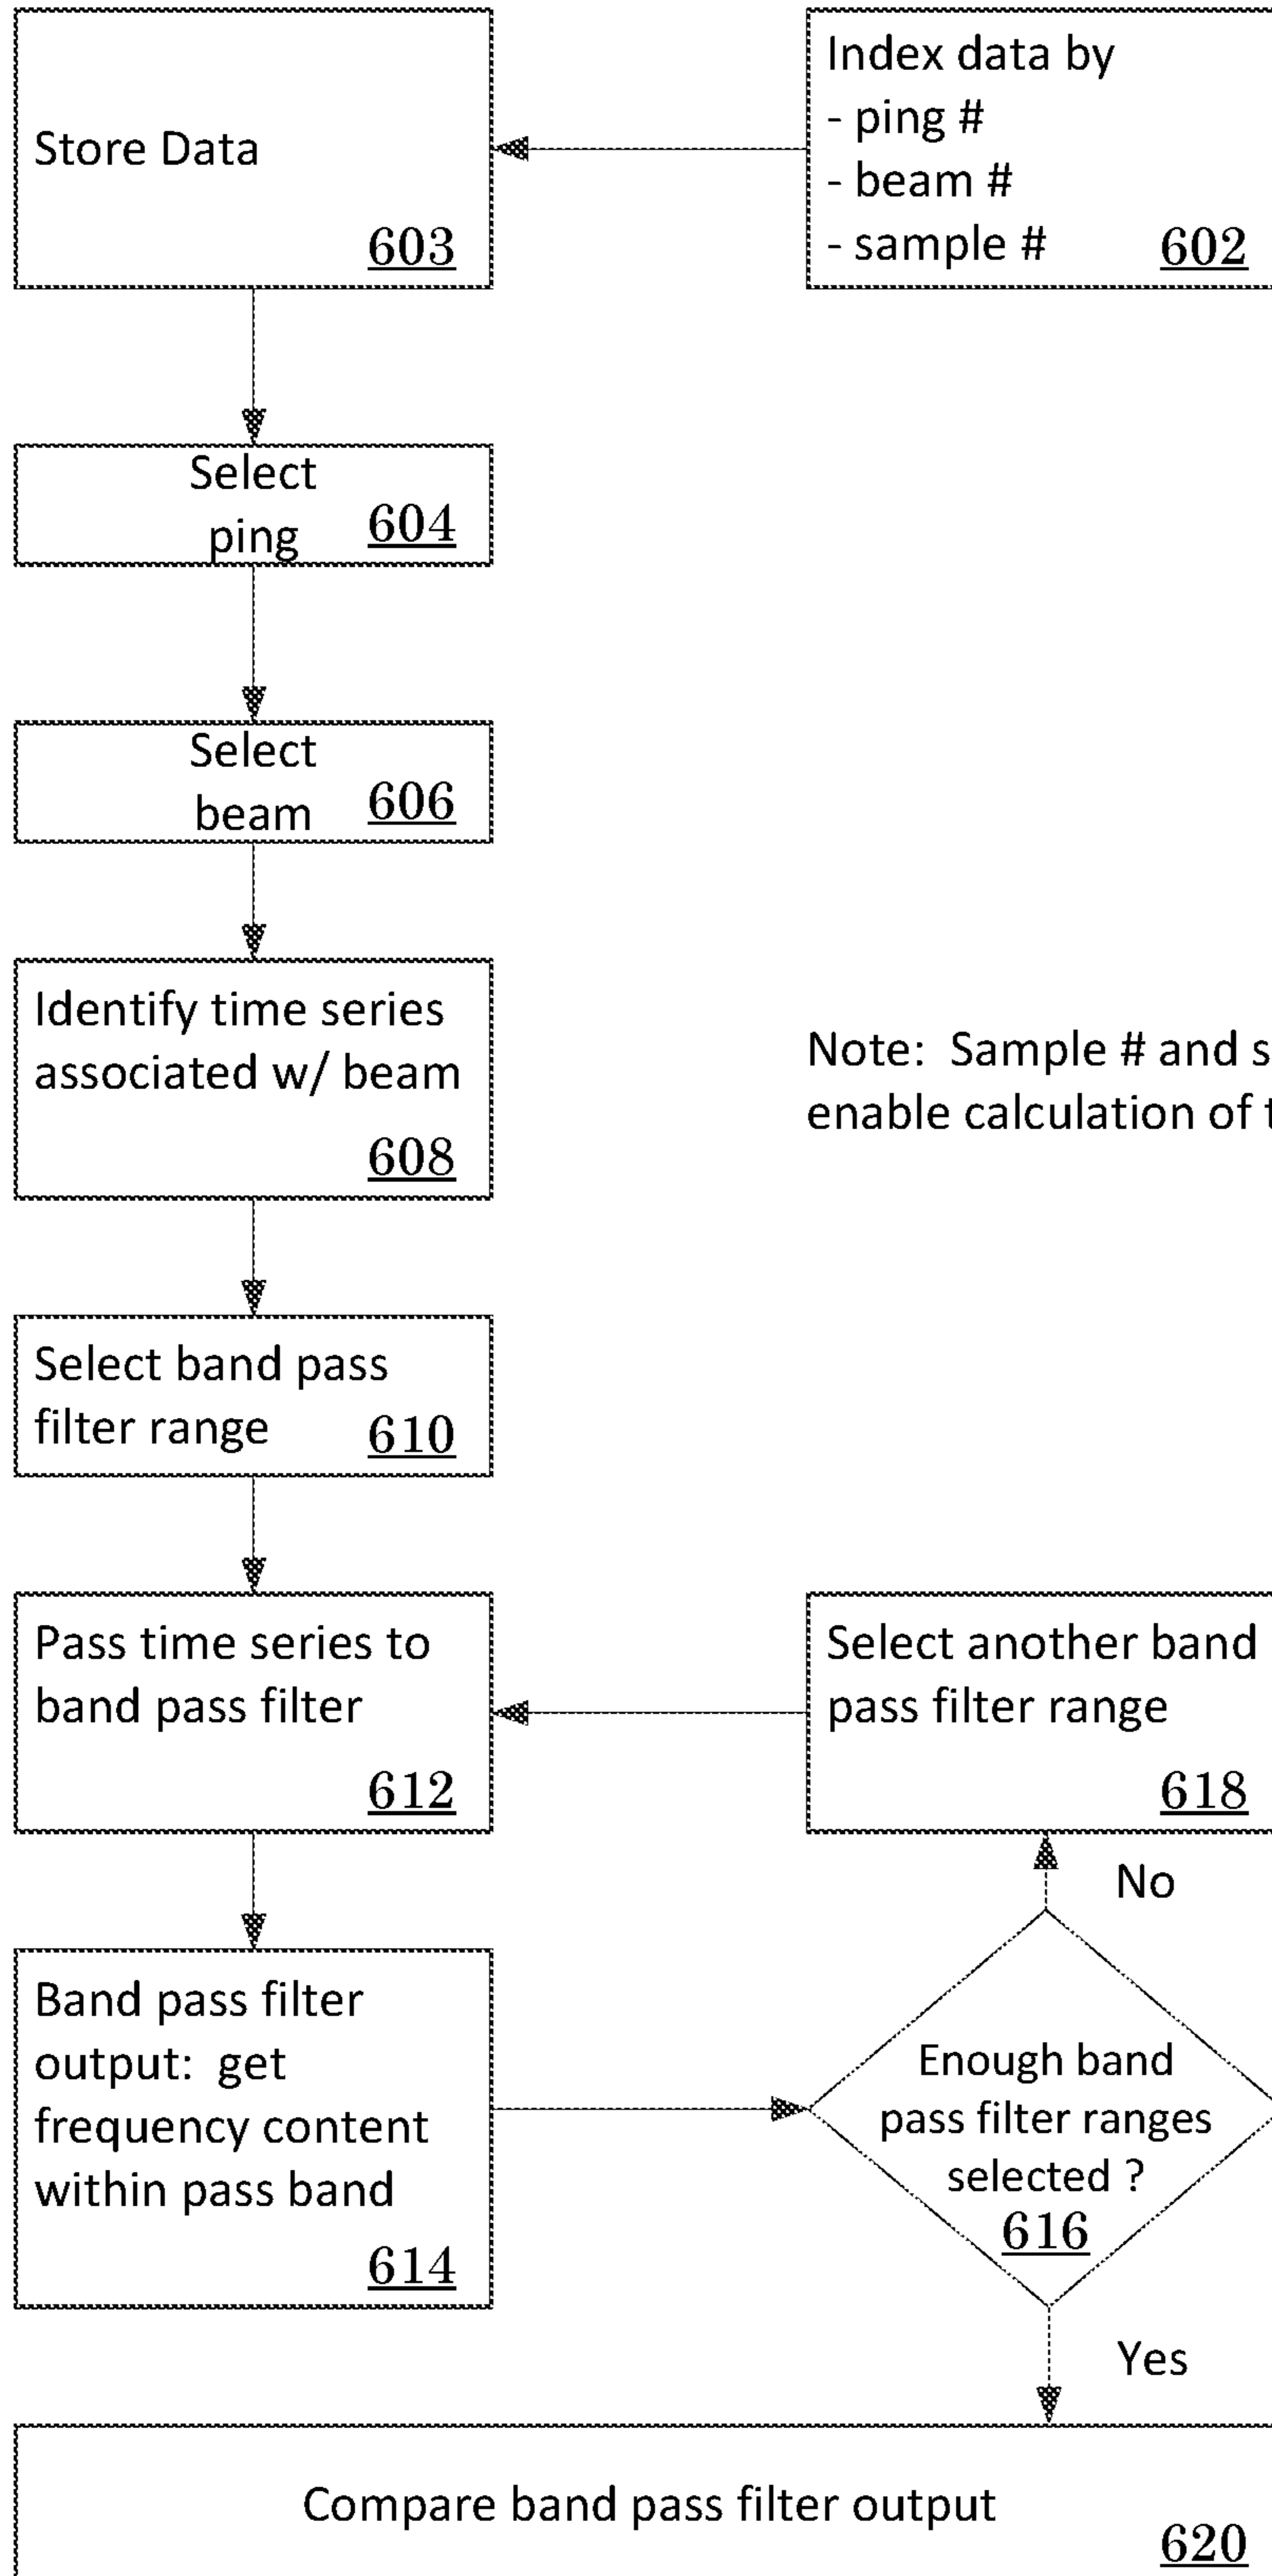 Store Data
603
Index data by
- ping #
- beam #
- sample #
602
Select
ping
604
Select
beam
606
Identify time series
associated w/ beam
608
Note: Sample # and
enable calculation of
Select band pass
filter range
610
Pass time series to
band pass filter
612
Select another band
pass filter range
618
No
Band pass filter
output: get
frequency content
within pass band
614
Enough band
pass filter ranges
selected ?
616
Yes
Compare band pass filter output
620